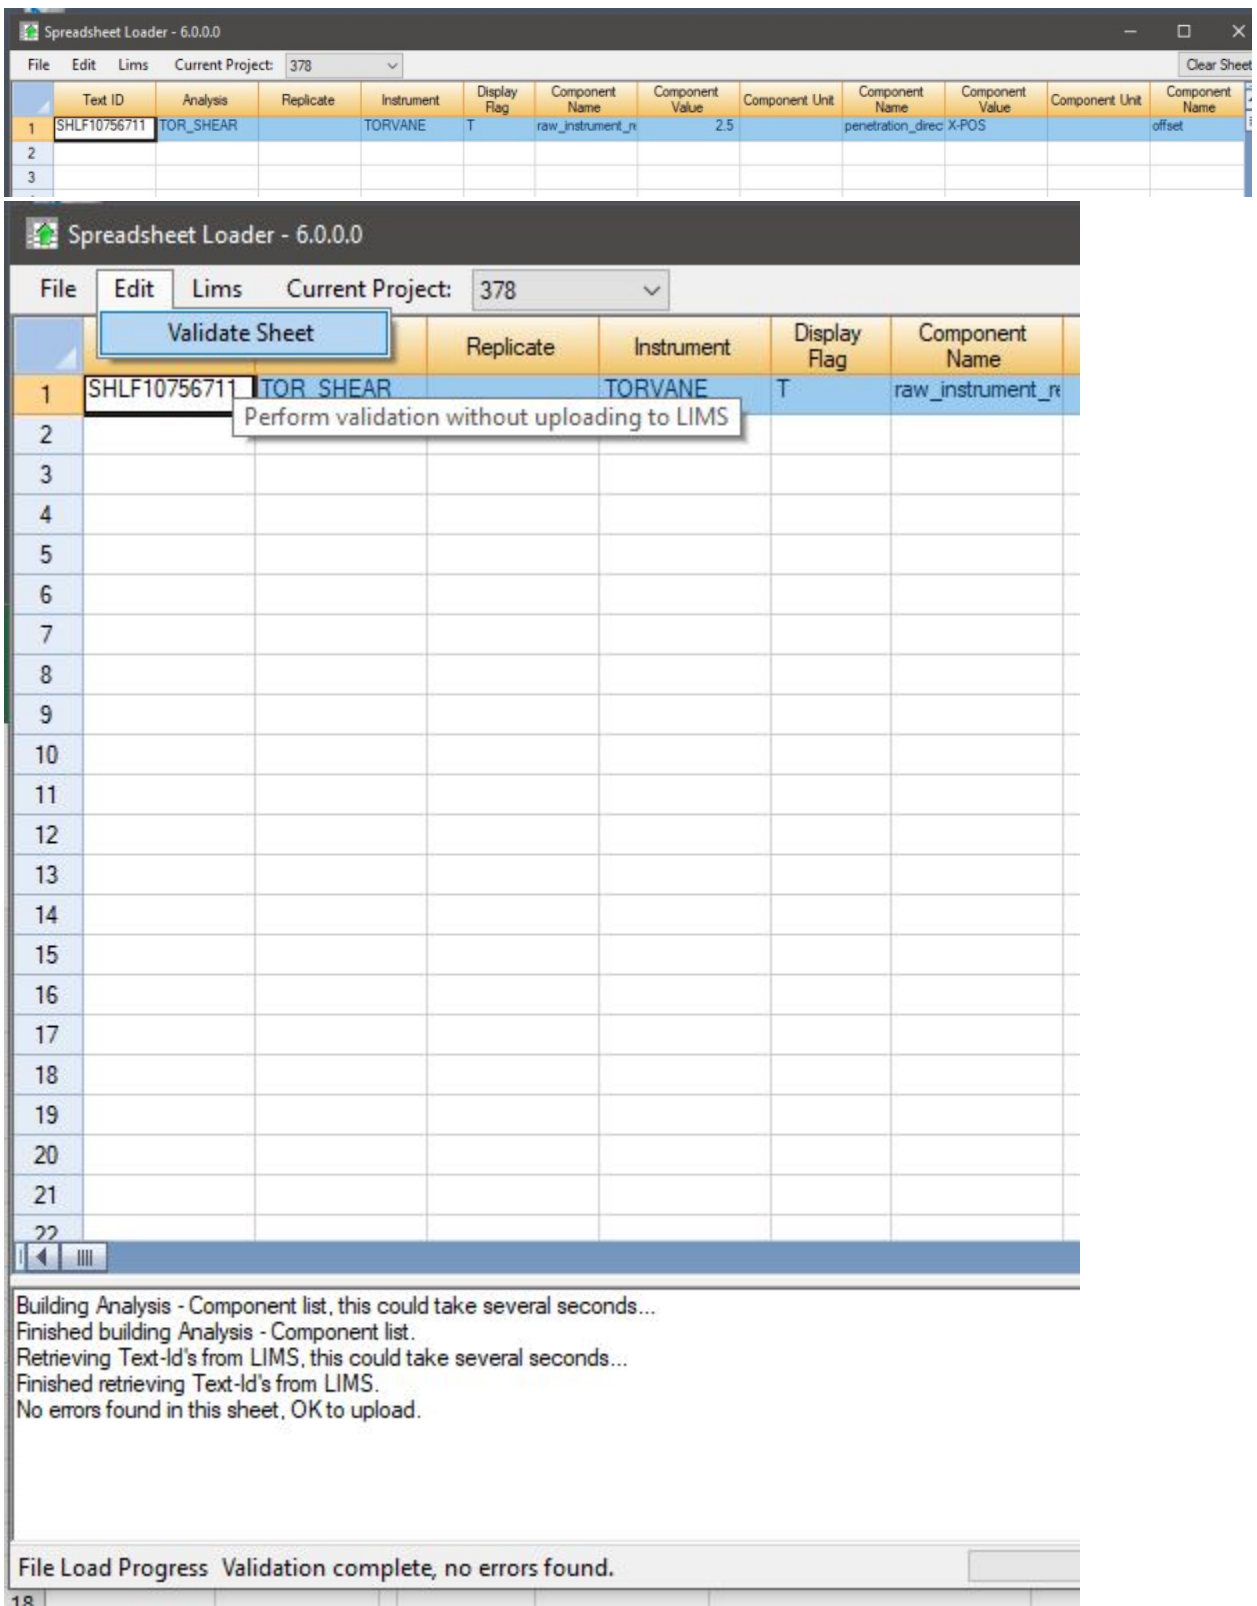 Spreadsheet Loader - 6.0.0.0
File Edit Lims Current Project: 378 Clear Sheet
Text ID Analysis Replicate Instrument Display Flag Component Name Component Value Component Unit Component Name Component Value Component Unit Component Name
1 SHLF10756711 TOR_SHEAR TORVANE T raw_instrument_re 2.5 penetration_direc X-POS offset
2
3
Spreadsheet Loader - 6.0.0.0
File Edit Lims Current Project: 378
Validate Sheet Replicate Instrument Display Flag Component Name
1 SHLF10756711 TOR_SHEAR TORVANE T raw_instrument_re
Perform validation without uploading to LIMS
2
3
4
5
6
7
8
9
10
11
12
13
14
15
16
17
18
19
20
21
22
Building Analysis - Component list, this could take several seconds...
Finished building Analysis - Component list.
Retrieving Text-Id's from LIMS, this could take several seconds...
Finished retrieving Text-Id's from LIMS.
No errors found in this sheet, OK to upload.
File Load Progress Validation complete, no errors found.
18